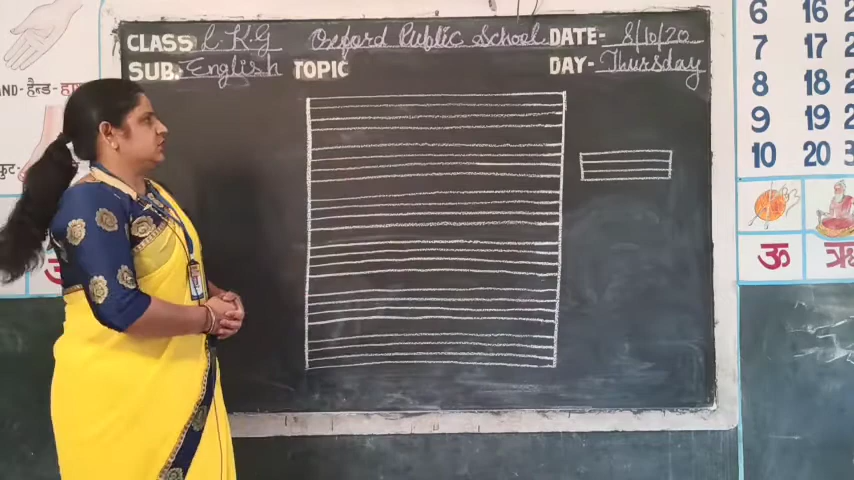 CLASS L.K.G Oxford Public School DATE:- 8/10/20
SUB. English TOPIC DAY- Thursday
हैन्ड
6 16
7 17
8 18
9 19
10 20
ऊ ऋ